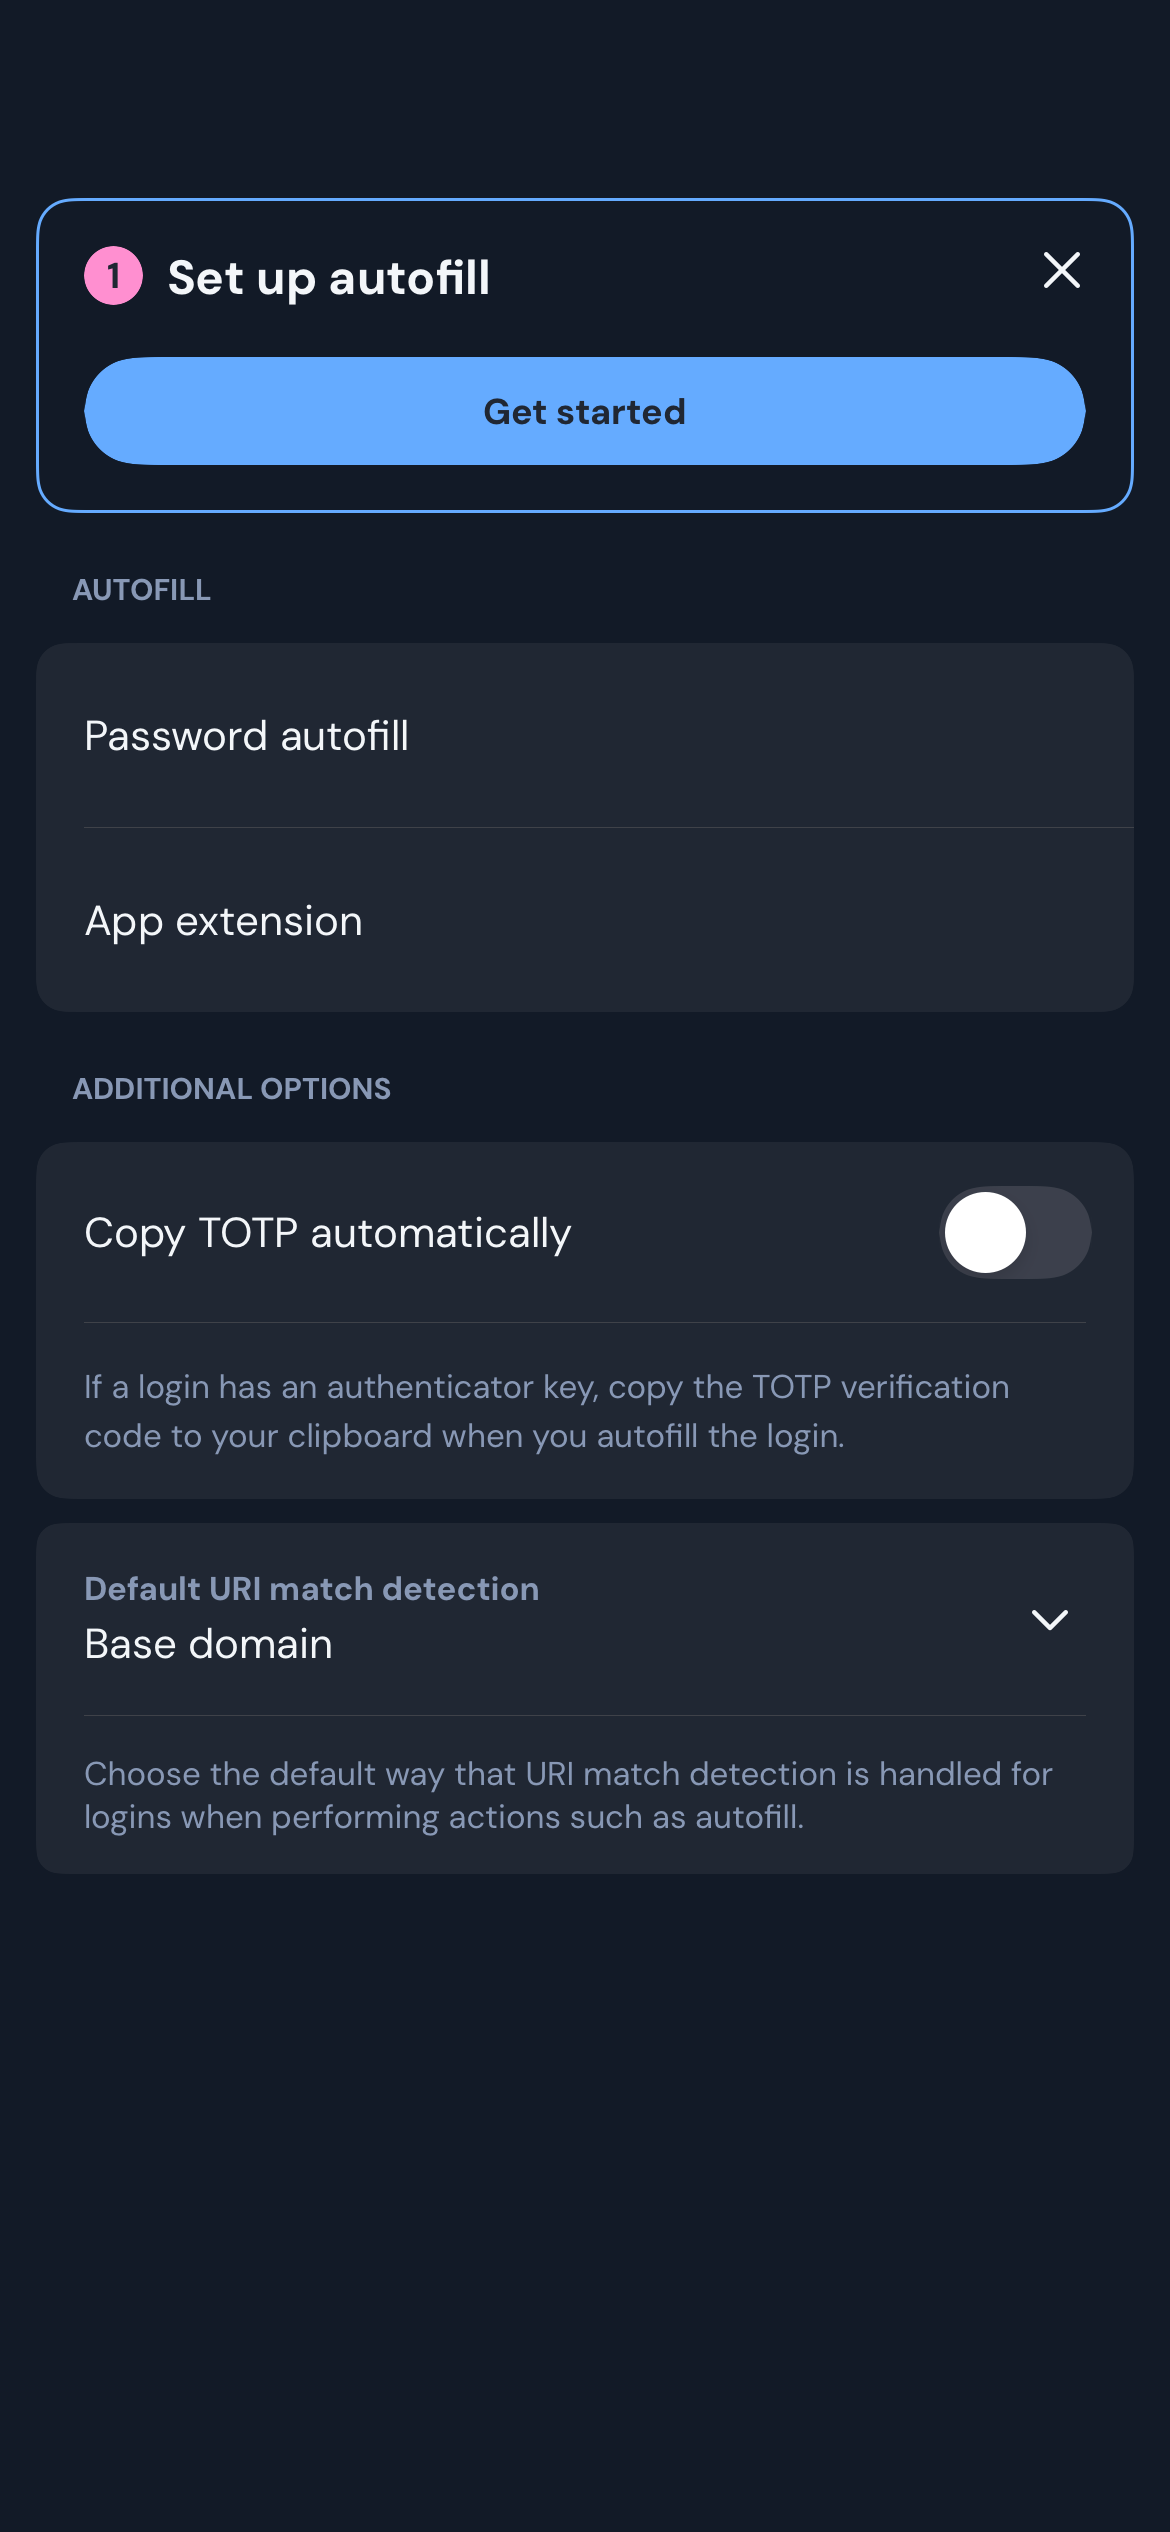 1 Set up autofill
Get started
AUTOFILL
Password autofill
App extension
ADDITIONAL OPTIONS
Copy TOTP automatically
If a login has an authenticator key, copy the TOTP verification
code to your clipboard when you autofill the login.
Default URI match detection
Base domain
Choose the default way that URI match detection is handled for
logins when performing actions such as autofill.